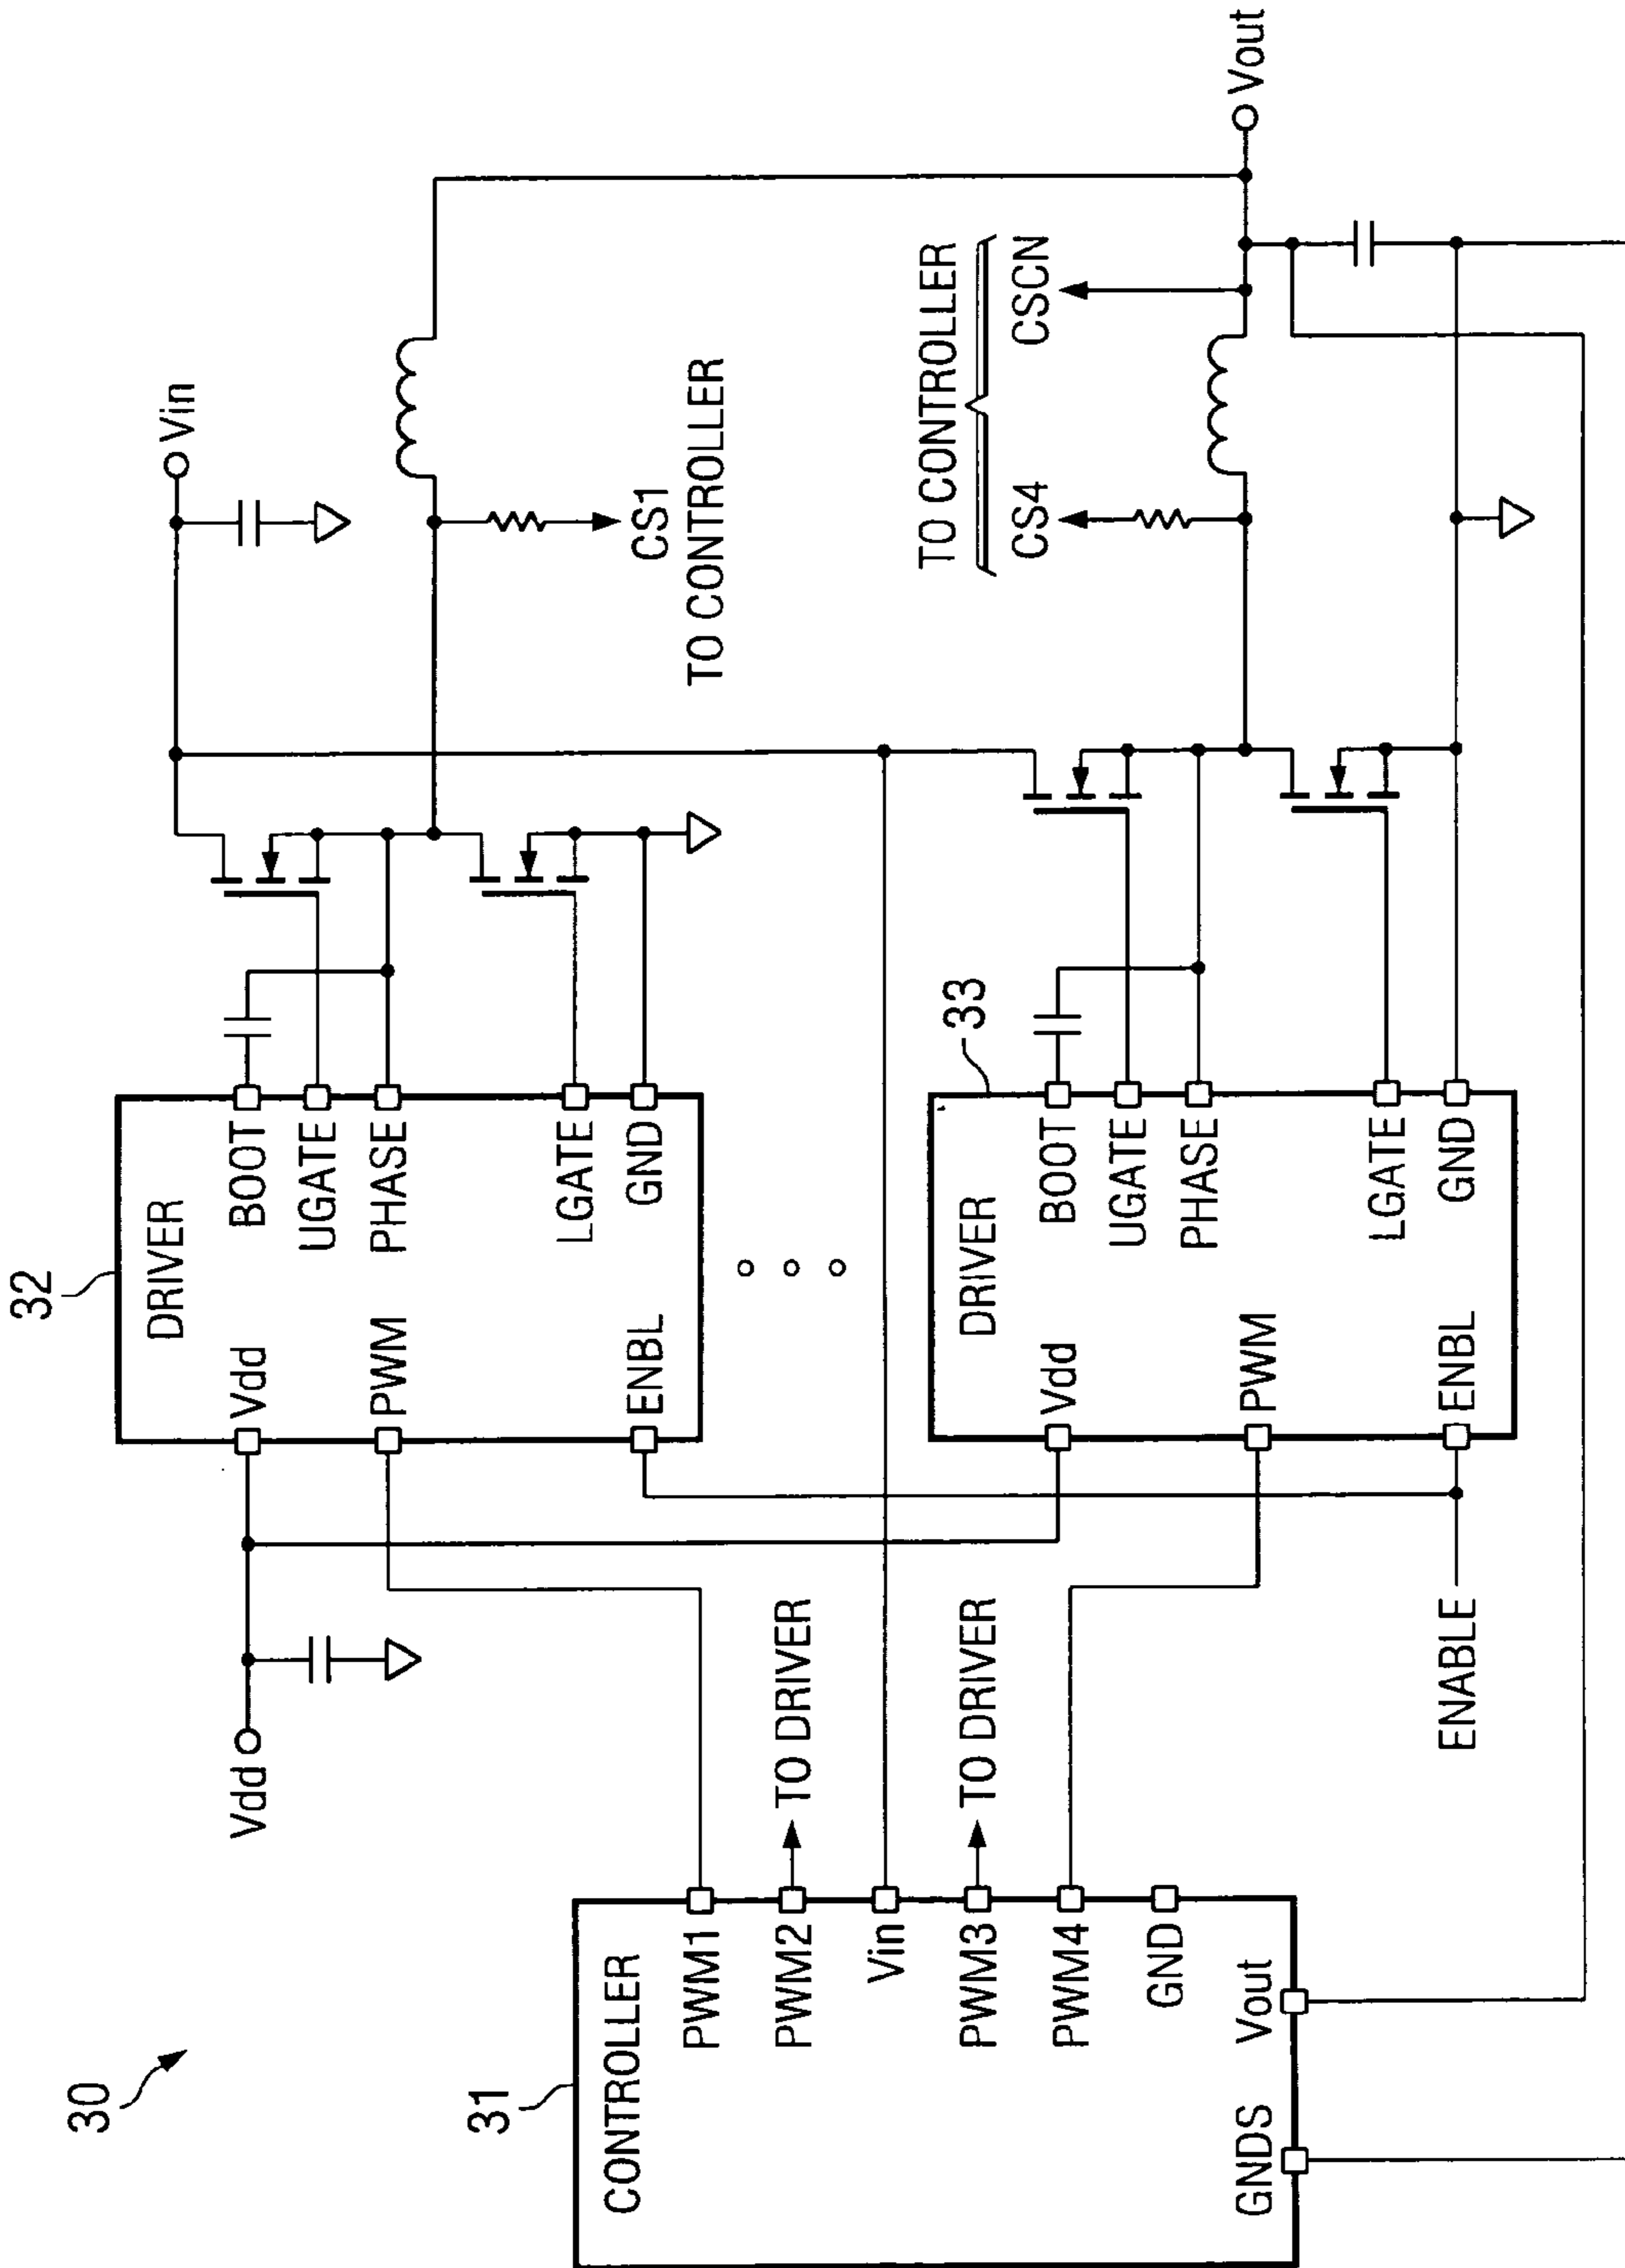 30
31
CONTROLLER
PWM1
PWM2
Vin
PWM3
PWM4
GND
Vout
GNDS
Vdd
TO DRIVER
TO DRIVER
ENABLE
32
DRIVER
Vdd
PWM
ENBL
BOOT
UGATE
PHASE
LGATE
GND
33
DRIVER
Vdd
PWM
ENBL
BOOT
UGATE
PHASE
LGATE
GND
Vin
CS1
TO CONTROLLER
TO CONTROLLER
CS4
CSCN
Vout